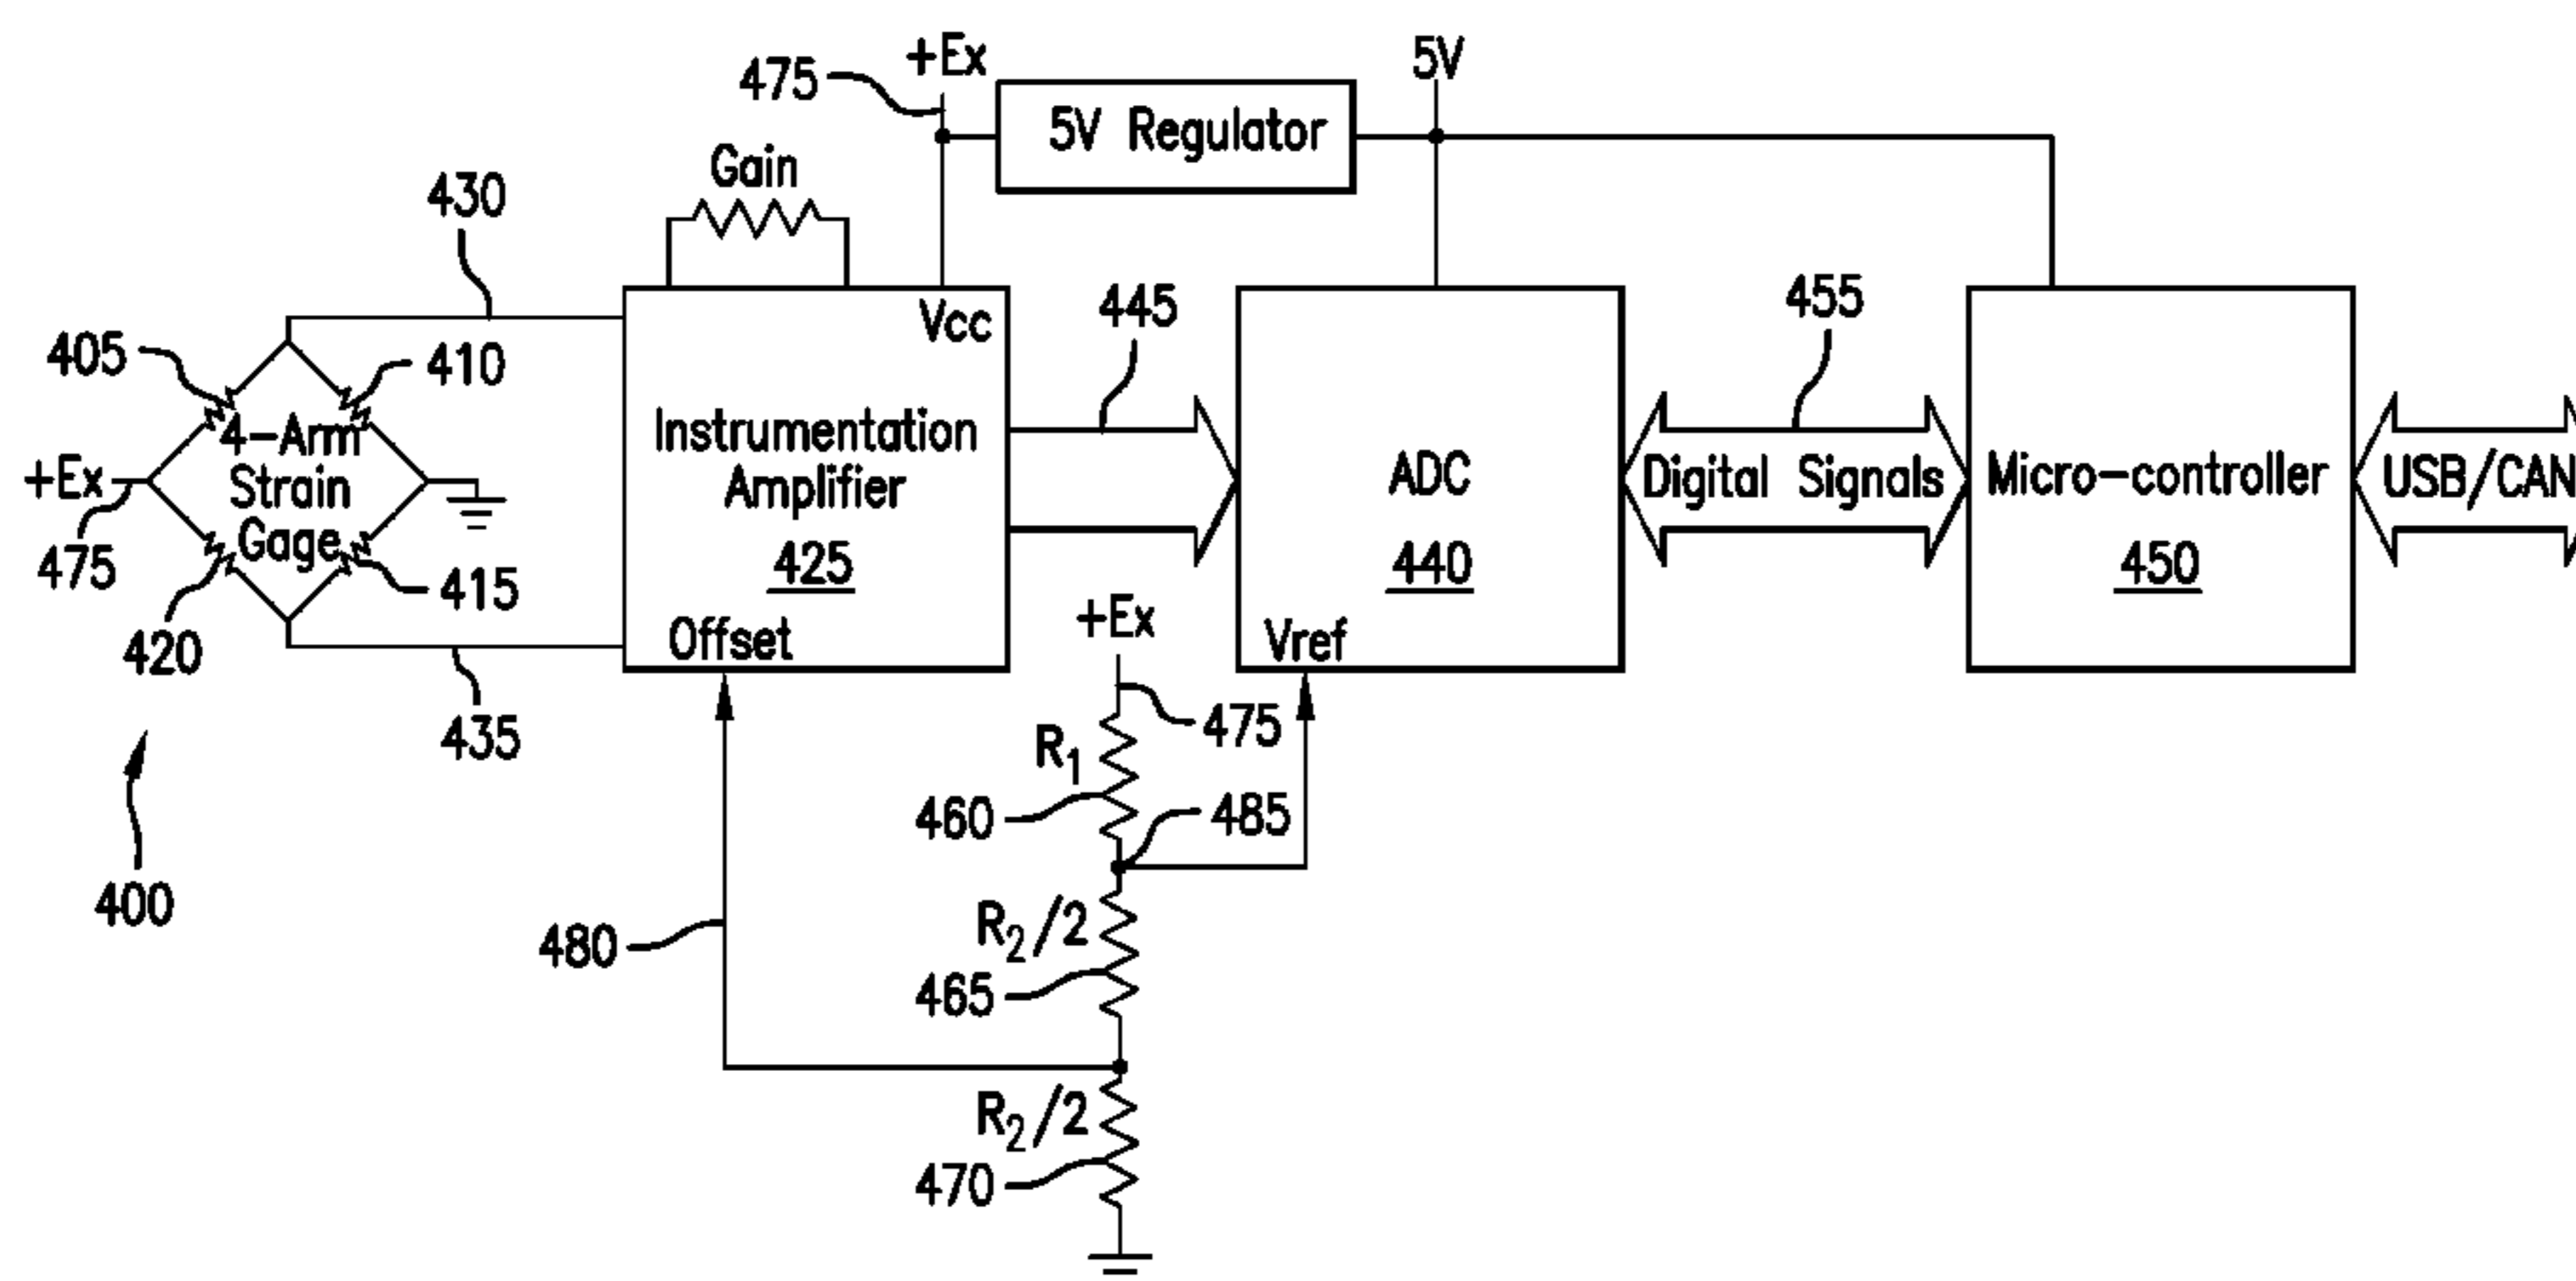 +Ex
475
5V Regulator
5V
Gain
430
405
410
4-Arm
Strain
Gage
+Ex
475
420
415
435
400
Vcc
Instrumentation
Amplifier
425
Offset
445
ADC
440
Vref
455
Digital Signals
Micro-controller
450
USB/CAN
+Ex
475
R1
460
485
480
R2/2
465
R2/2
470